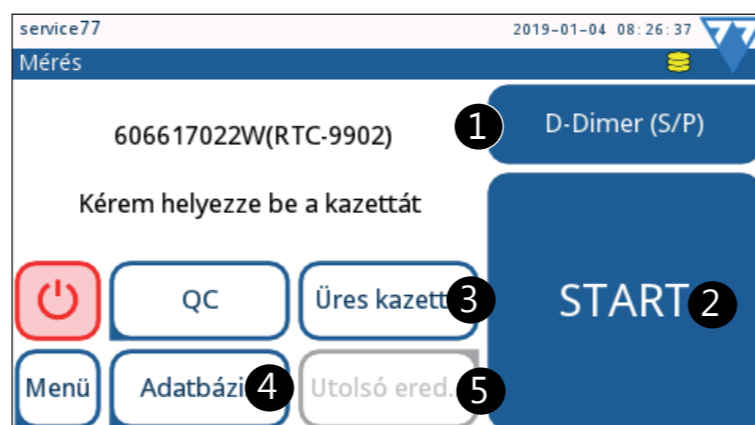 service77
2019-01-04 08:26:37
77
Mérés
606617022W(RTC-9902)
1
D-Dimer (S/P)
Kérem helyezze be a kazettát
QC
Üres kazett
3
START
2
Menü
Adatbázi
4
Utolsó ered.
5